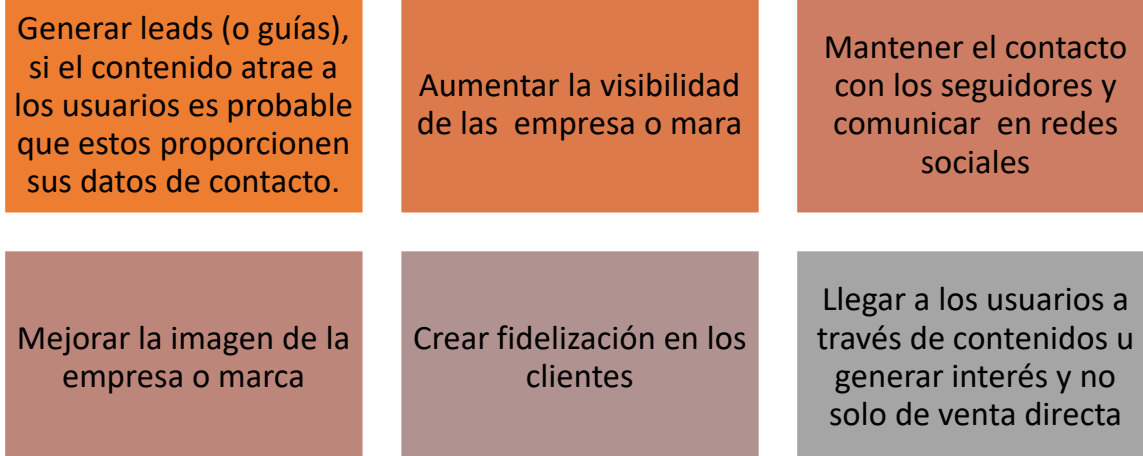 Generar leads (o guías),
si el contenido atrae a
los usuarios es probable
que estos proporcionen
sus datos de contacto.
Aumentar la visibilidad
de las  empresa o mara
Mantener el contacto
con los seguidores y
comunicar  en redes
sociales
Mejorar la imagen de la
empresa o marca
Crear fidelización en los
clientes
Llegar a los usuarios a
través de contenidos u
generar interés y no
solo de venta directa